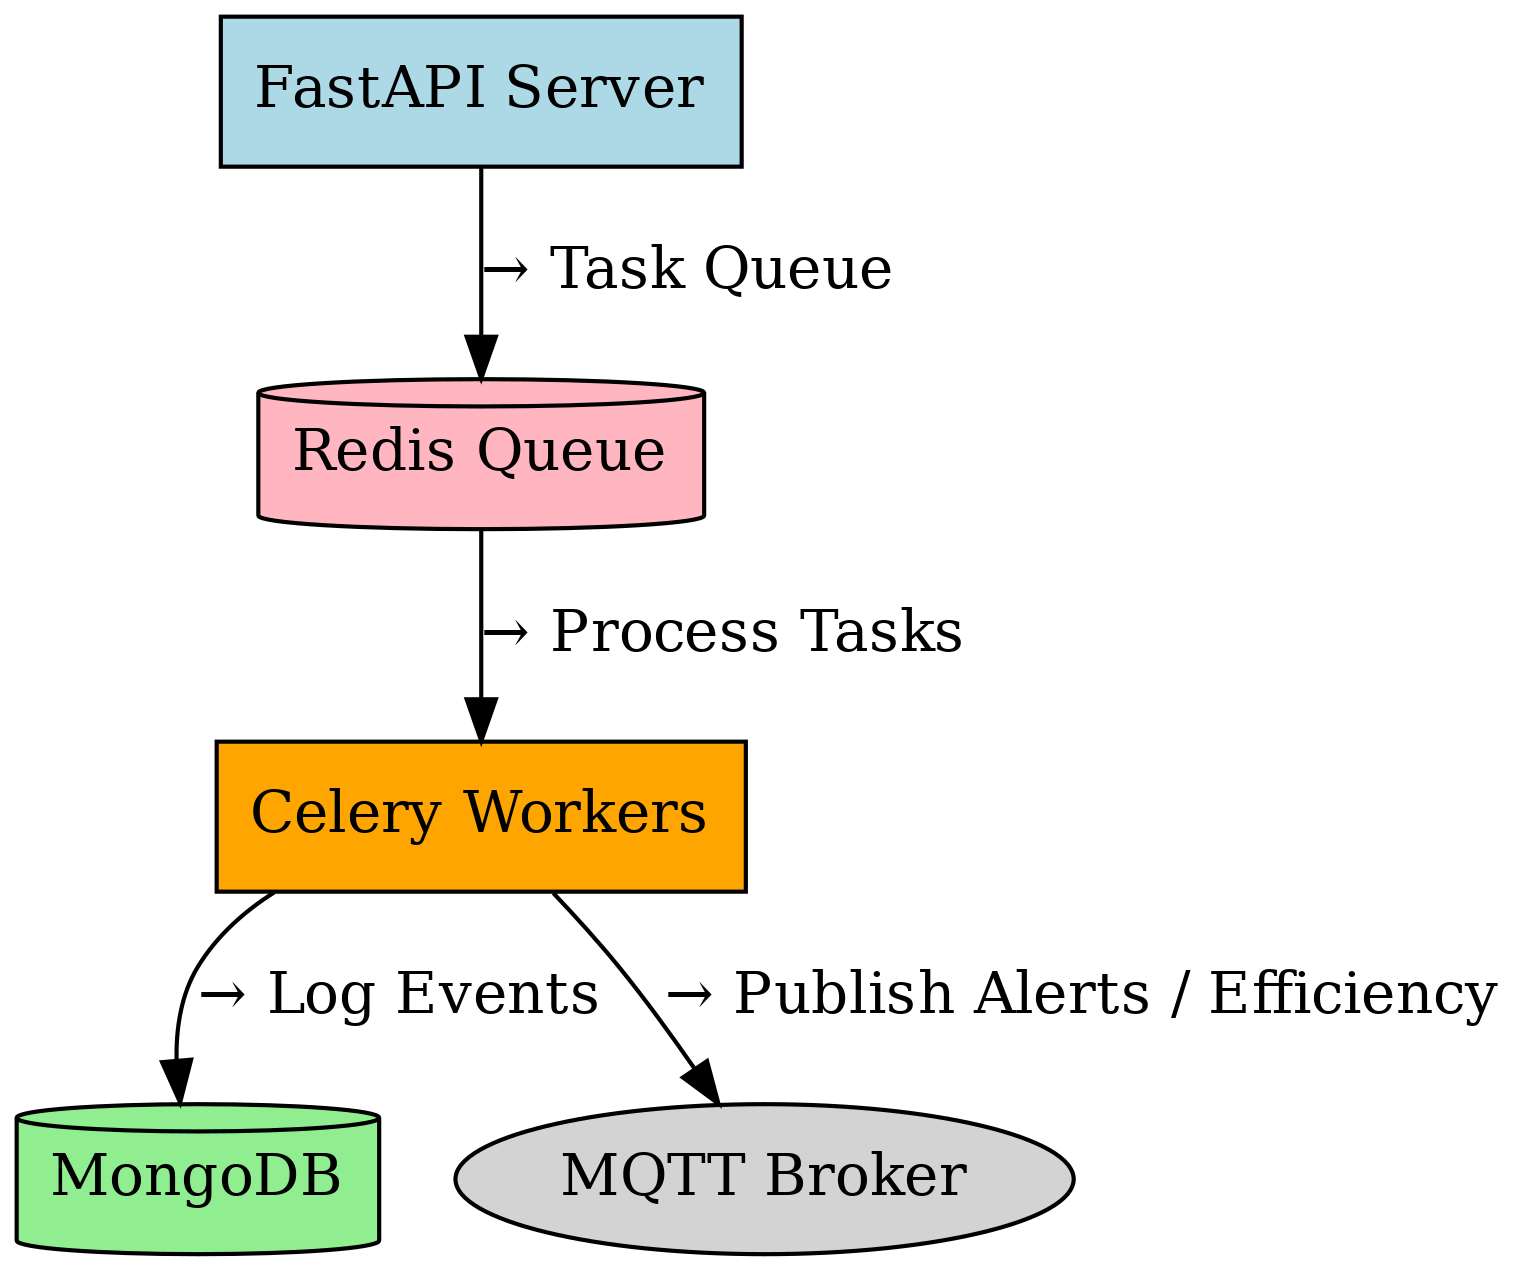 FastAPI Server
→ Task Queue
Redis Queue
→ Process Tasks
Celery Workers
→ Log Events
→ Publish Alerts / Efficiency
MongoDB
MQTT Broker